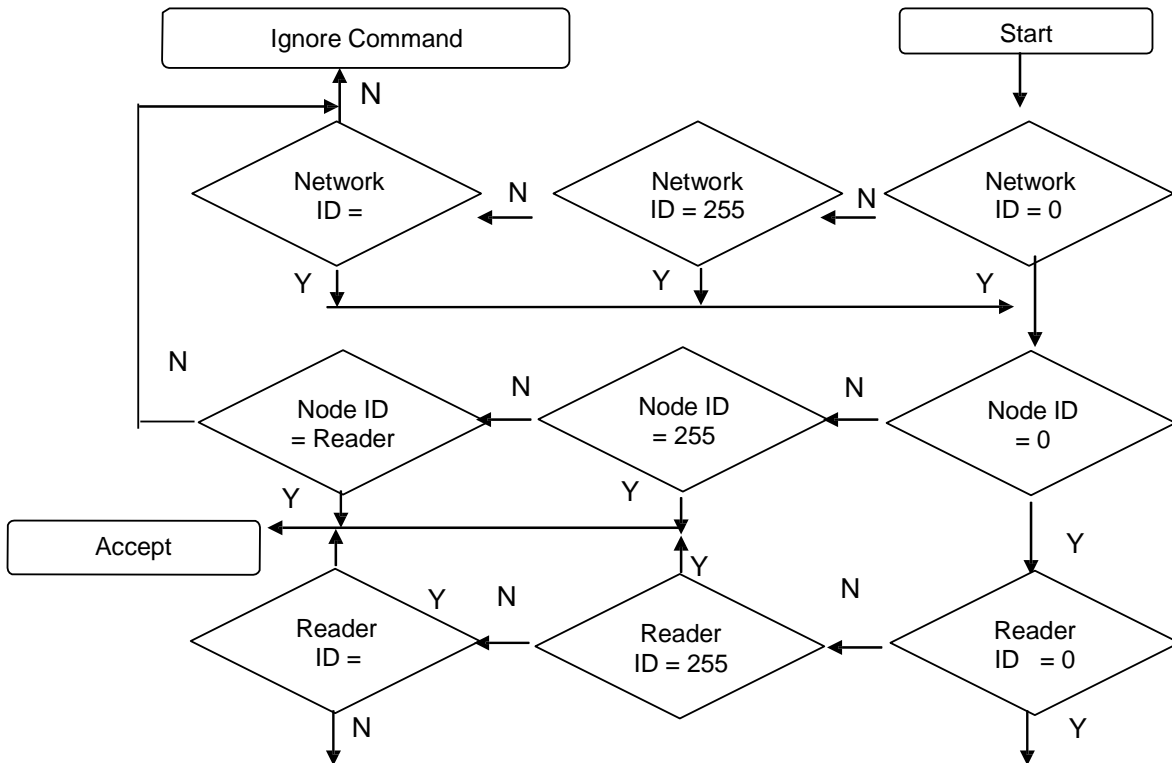 Ignore Command
Start
N
Network
ID =
N
Network
ID = 255
N
Network
ID = 0
Y
Y
Y
N
Node ID
= Reader
N
Node ID
= 255
N
Node ID
= 0
Y
Y
Y
Accept
Reader
ID =
Y
N
Reader
ID = 255
Y
N
Reader
ID = 0
N
Y